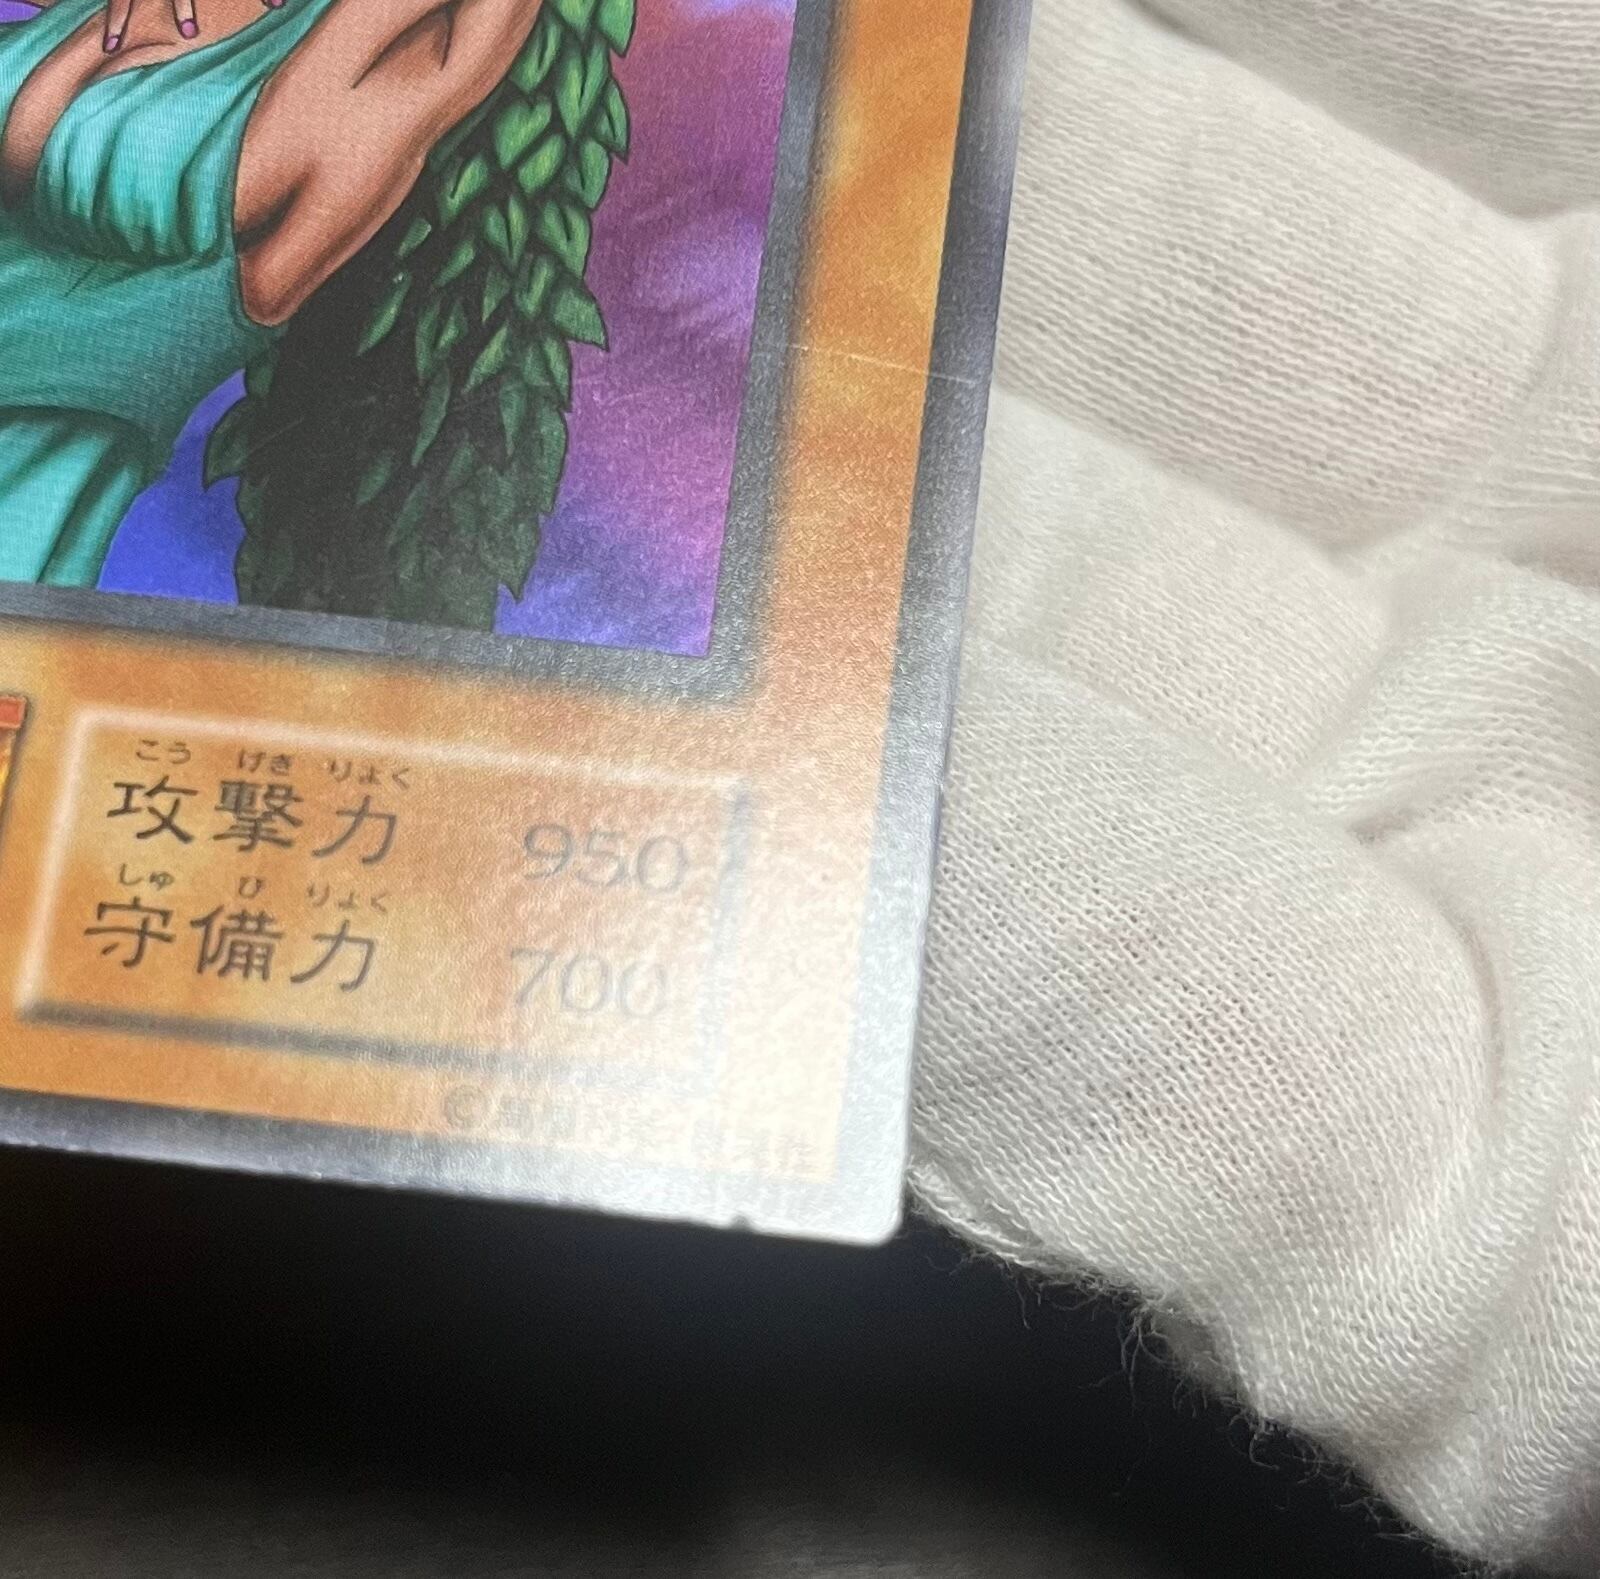 こう げき りょく
攻撃力 950
しゅ び りょく
守備力 700
©